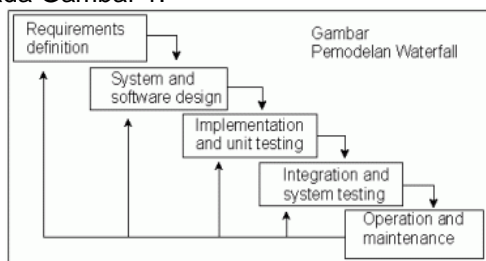 ada Gambar 1.
Requirements
definition
Gambar
Pemodelan Waterfall
System and
software design
Implementation
and unit testing
Integration and
system testing
Operation and
maintenance